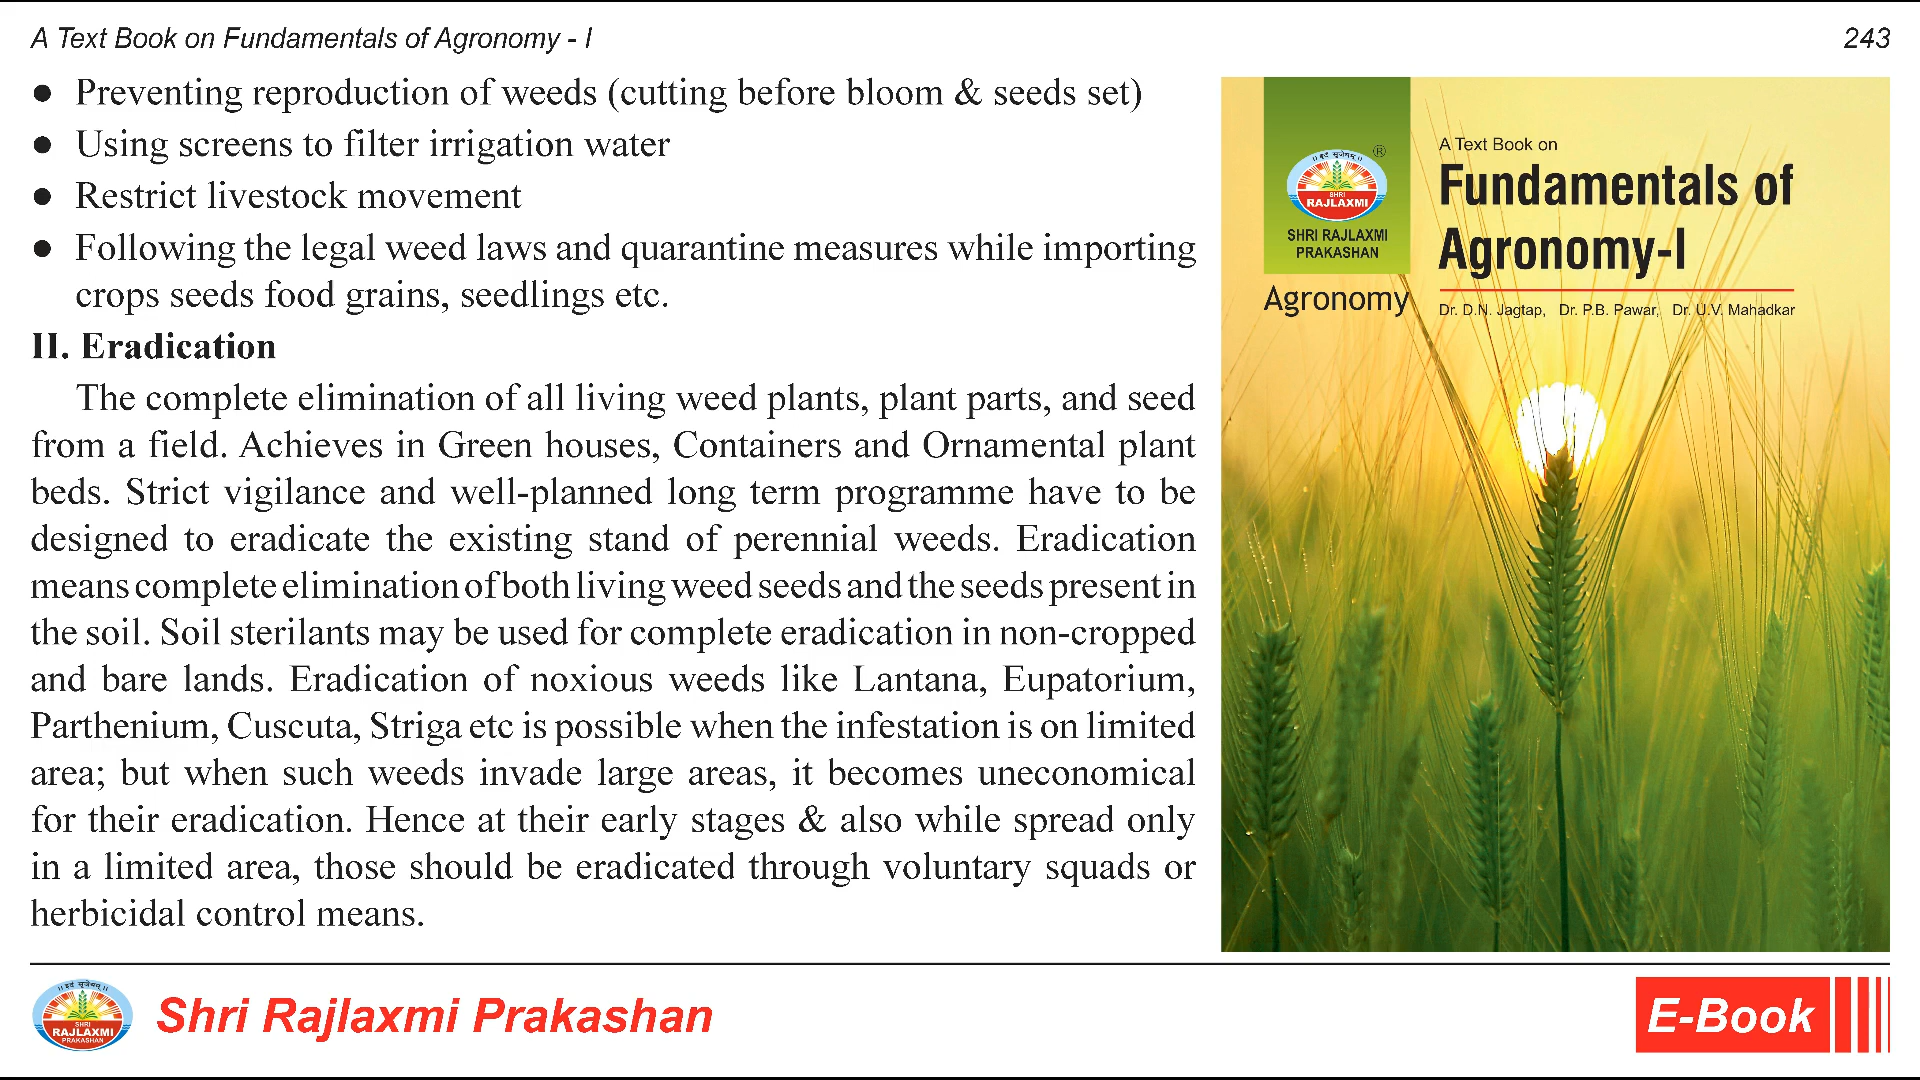 A Text Book on Fundamentals of Agronomy - I
243
● Preventing reproduction of weeds (cutting before bloom & seeds set)
● Using screens to filter irrigation water
● Restrict livestock movement
● Following the legal weed laws and quarantine measures while importing
crops seeds food grains, seedlings etc.
II. Eradication
The complete elimination of all living weed plants, plant parts, and seed
from a field. Achieves in Green houses, Containers and Ornamental plant
beds. Strict vigilance and well-planned long term programme have to be
designed to eradicate the existing stand of perennial weeds. Eradication
means complete elimination of both living weed seeds and the seeds present in
the soil. Soil sterilants may be used for complete eradication in non-cropped
and bare lands. Eradication of noxious weeds like Lantana, Eupatorium,
Parthenium, Cuscuta, Striga etc is possible when the infestation is on limited
area; but when such weeds invade large areas, it becomes uneconomical
for their eradication. Hence at their early stages & also while spread only
in a limited area, those should be eradicated through voluntary squads or
herbicidal control means.
®
SHRI
RAJLAXMI
SHRI RAJLAXMI
PRAKASHAN
Agronomy
A Text Book on
Fundamentals of
Agronomy-I
Dr. D.N. Jagtap, Dr. P.B. Pawar, Dr. U.V. Mahadkar
SHRI
RAJLAXMI
PRAKASHAN
Shri Rajlaxmi Prakashan
E-Book